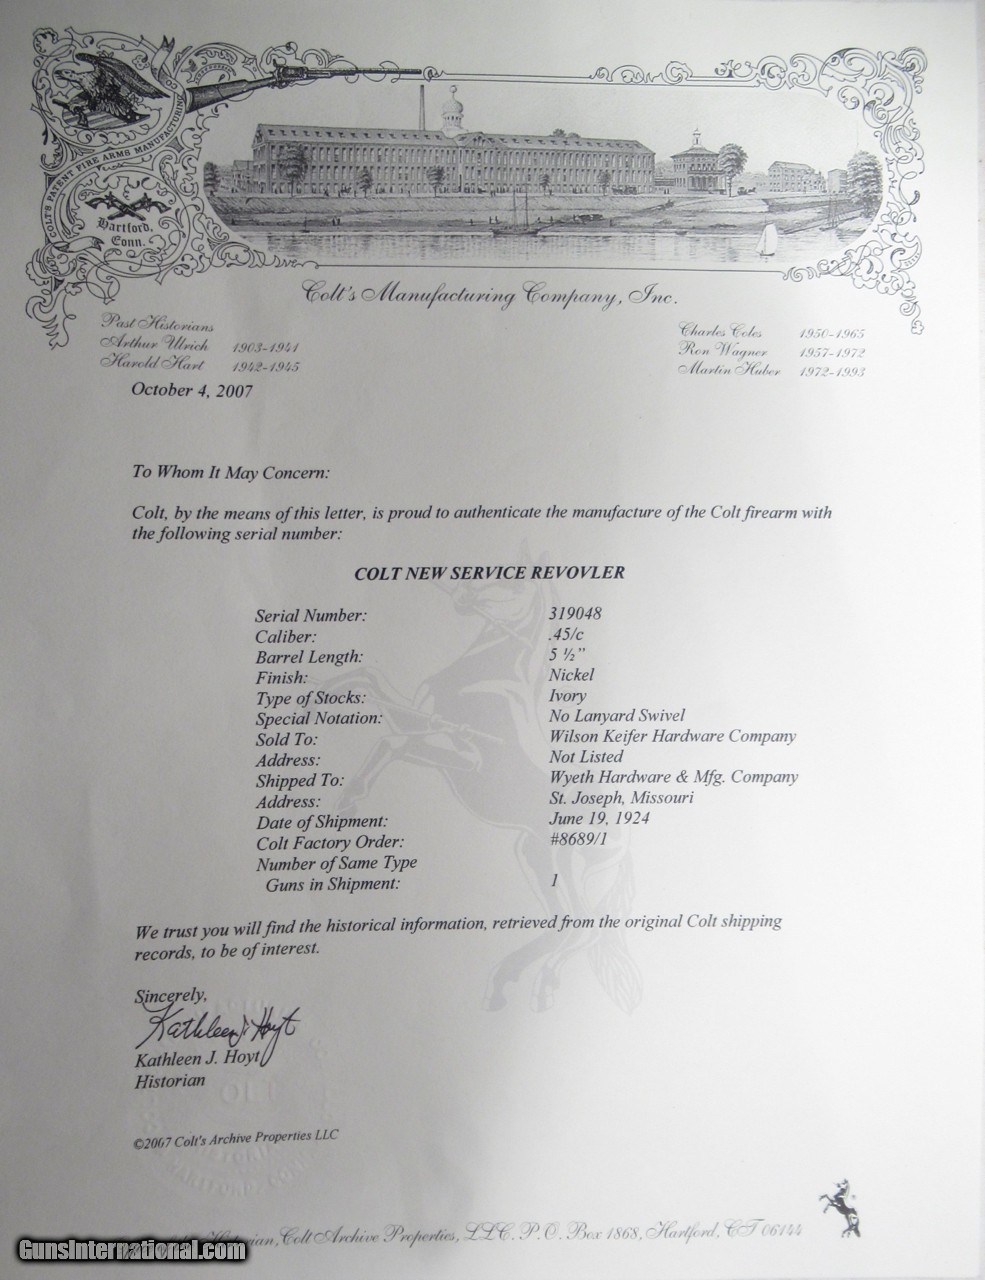 COLT'S PATENT FIRE ARMS MANUFACTURING CO
Hartford,
Conn.
Colt's Manufacturing Company, Inc.
Past Historians
Arthur Ulrich 1903-1941
Harold Hart 1942-1945
Charles Coles 1950-1965
Ron Wagner 1957-1972
Martin Huber 1972-1993
October 4, 2007
To Whom It May Concern:
Colt, by the means of this letter, is proud to authenticate the manufacture of the Colt firearm with
the following serial number:
COLT NEW SERVICE REVOVLER
Serial Number: 319048
Caliber: .45/c
Barrel Length: 5 ½"
Finish: Nickel
Type of Stocks: Ivory
Special Notation: No Lanyard Swivel
Sold To: Wilson Keifer Hardware Company
Address: Not Listed
Shipped To: Wyeth Hardware & Mfg. Company
Address: St. Joseph, Missouri
Date of Shipment: June 19, 1924
Colt Factory Order: #8689/1
Number of Same Type
Guns in Shipment: 1
We trust you will find the historical information, retrieved from the original Colt shipping
records, to be of interest.
Sincerely,
Kathleen J. Hoyt
Kathleen J. Hoyt
Historian
©2007 Colt's Archive Properties LLC
Historian, Colt Archive Properties, LLC. P.O. Box 1868, Hartford, CT 06144
GunsInternational.com